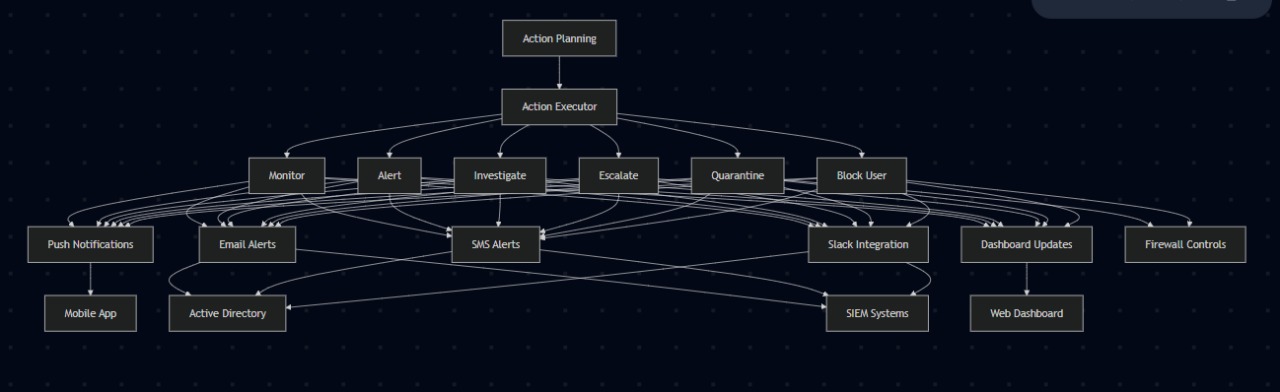 Action Planning
Action Executor
Monitor
Alert
Investigate
Escalate
Quarantine
Block User
Push Notifications
Email Alerts
SMS Alerts
Slack Integration
Dashboard Updates
Firewall Controls
Mobile App
Active Directory
SIEM Systems
Web Dashboard